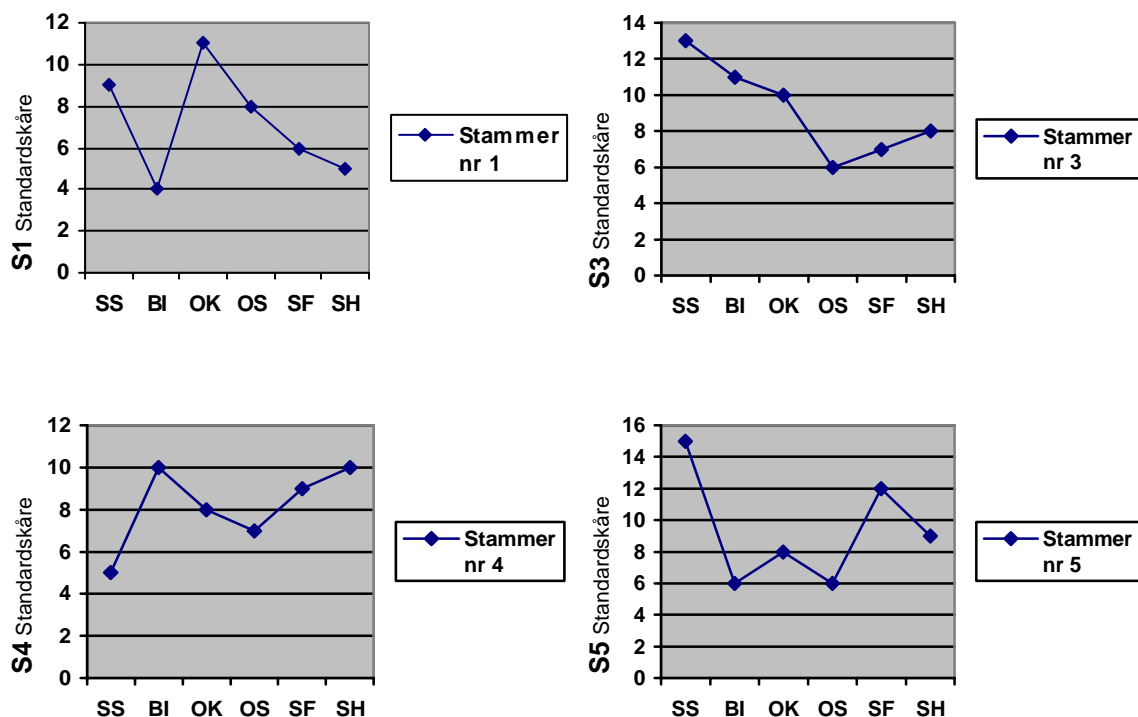 12
10
8
6
4
2
0
S1 Standardskåre
SS BI OK OS SF SH
Stammer
nr 1
14
12
10
8
6
4
2
0
S3 Standardskåre
SS BI OK OS SF SH
Stammer
nr 3
12
10
8
6
4
2
0
S4 Standardskåre
SS BI OK OS SF SH
Stammer
nr 4
16
14
12
10
8
6
4
2
0
S5 Standardskåre
SS BI OK OS SF SH
Stammer
nr 5